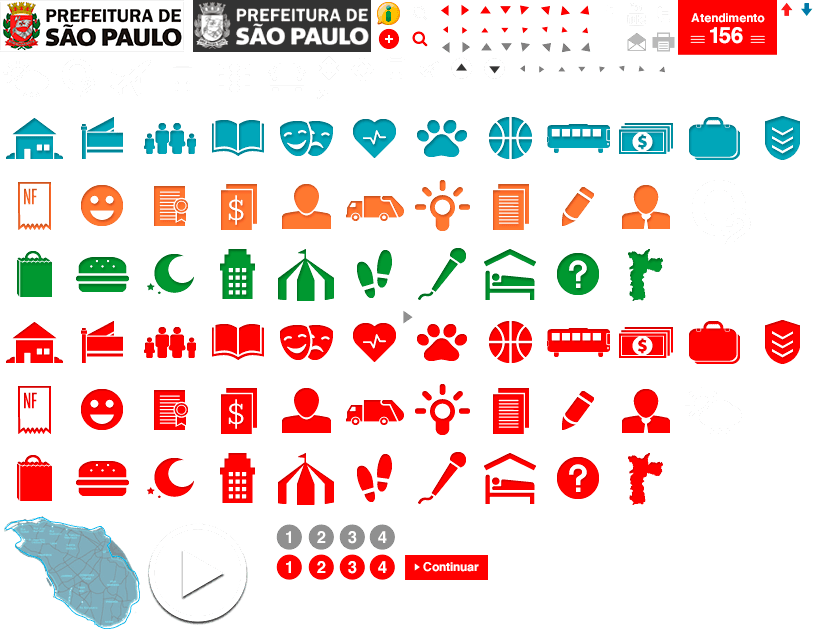 PREFEITURA DE
SÃO PAULO
PREFEITURA DE
SÃO PAULO
i
Atendimento
156
NF
$
$
?
NF
$
$
?
1 2 3 4
1 2 3 4
Continuar